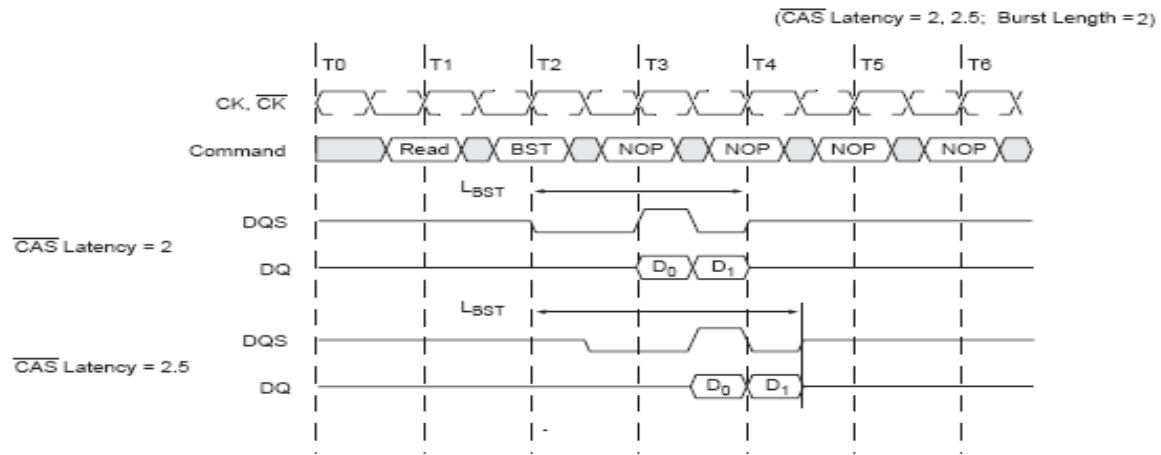 (CAS Latency = 2, 2.5; Burst Length = 2)
T0 T1 T2 T3 T4 T5 T6
CK, CK
Command Read BST NOP NOP NOP NOP
LBST
DQS
CAS Latency = 2
DQ D0 D1
LBST
DQS
CAS Latency = 2.5
DQ D0 D1